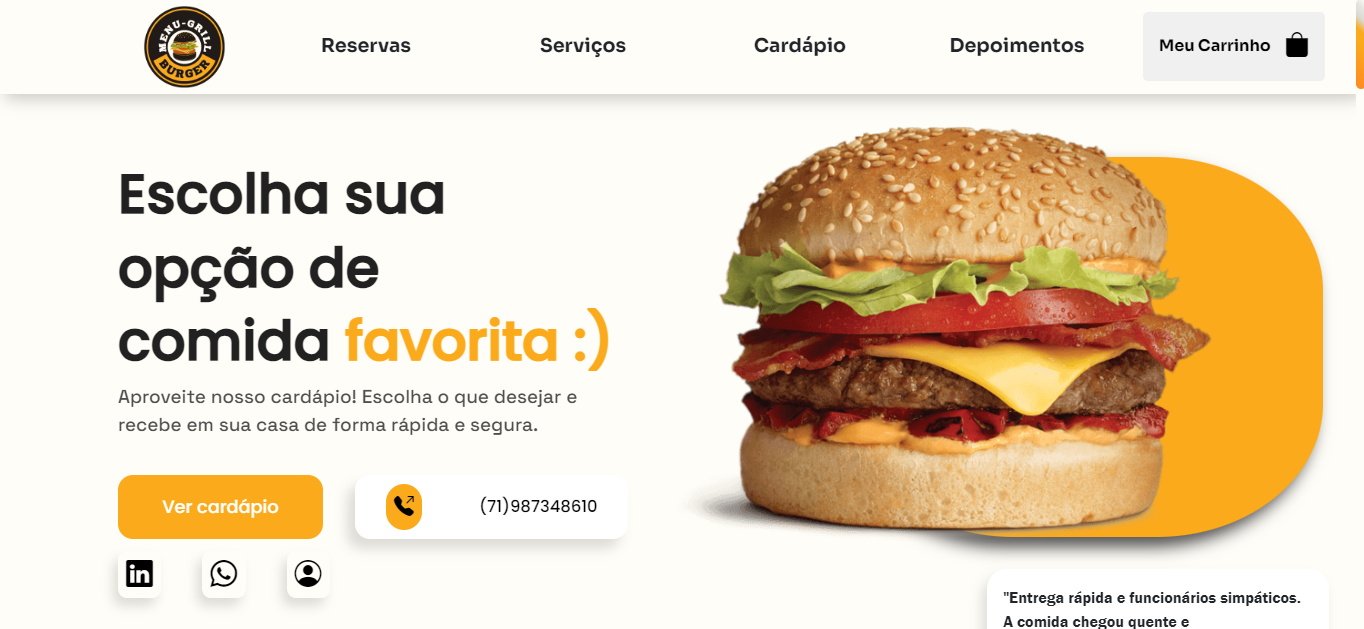 MENU-GRILL
BURGER
Reservas
Serviços
Cardápio
Depoimentos
Meu Carrinho
Escolha sua
opção de
comida favorita :)
Aproveite nosso cardápio! Escolha o que desejar e
recebe em sua casa de forma rápida e segura.
Ver cardápio
(71)987348610
in
"Entrega rápida e funcionários simpáticos.
A comida chegou quente e